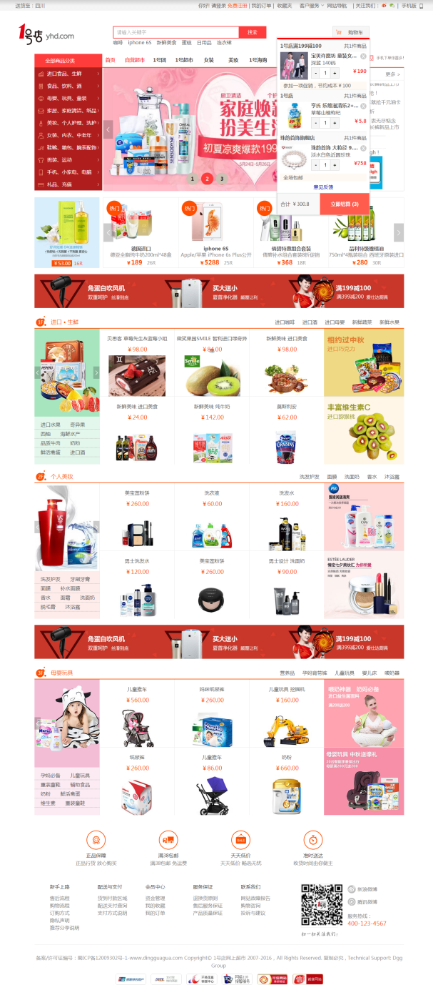 送货至：四川
你好! 请登录 免费注册 | 我的订单 | 收藏夹 客户服务 网站导航 | 关注我们： | 手机版
1号店 yhd.com
请输入关键字 搜索
咖啡 iphone 6S 新鲜美食 蛋糕 日用品 连衣裙
购物车
全部商品分类 首页 自营超市 1号团 1号超市 女装 美妆 1号海购
进口食品、生鲜
食品、饮料、酒
母婴、玩具、童装
家居、家庭清洁、纸品
美妆、个人护理、洗护
女装、内衣、中老年
鞋靴、箱包、腕表配饰
男装、运动
手机、小家电、电脑
礼品、充值
厨卫清洁
家庭焕新
扮美生活
初夏凉爽爆款199
5月24日-5月26日
1 2 3
1号店满199减100 共1件商品
宝贝许愿坊 童装女...
深蓝 140码
- 1 + ￥190
参加一项促销，节约成本￥100
1号店 共1件商品
亨氏 乐维滋清乐2+...
草莓山楂枸杞
- 1 + ￥5.8
珠韵首饰旗舰店 共1件商品
珠韵首饰 大粒径 9....
淡水白色近圆珍珠
- 1 + ￥758
全场包邮
意见反馈
合计 ￥300.8 立即结算 (3)
更多 >
￥53.00 16R
热门
德国进口
德亚全脂纯牛奶200ml*48盒
￥189 26R
热门
iphone 6S
Apple/苹果 iPhone 6s Plus公开
￥5288 25R
热门
倩碧特惠组合套装
倩碧补水组合套装8折促销
￥368 18R
品利特级橄榄油
750ml*4瓶装组合 西班牙原装进口
￥280 30R
角蛋白吹风机
双重呵护 丝滑到底
买大送小
夏普净化器 颠覆让利
满199减100
满399减200 爱仕达厨具
1F 进口 • 生鲜 进口咖啡 进口酒 进口母婴 新鲜蔬菜 新鲜水果
贝思客 草莓先生&蓝莓小姐
￥98.00
微笑果园SMILE 智利进口绿奇异
￥84.00
新鲜美味 进口美食
￥98.00
相约过中秋
进口巧克力
新鲜美味 进口美食
￥24.00
新鲜美味 纯牛奶
￥142.00
莫斯利安
￥62.00
丰富维生素C
进口猕猴桃
进口水果 奇异果
西柚 海鲜水产
品质牛肉 奶粉
鲜活禽蛋 进口酒
2F 个人美妆 洗发护发 面膜 洗面奶 香水 沐浴露
美宝莲粉饼
￥260.00
洗衣液
￥60.00
洗发水
￥160.00
男士洗发水
￥120.00
美宝莲粉饼
￥260.00
男士设计 洗面奶
￥90.00
P&G
ESTĒE LAUDER
情定七夕美妆汇 为你所爱
洗发护发 牙刷牙膏
面膜 补水面膜
香水 面霜 洗面奶
脱毛膏 沐浴露
角蛋白吹风机
双重呵护 丝滑到底
买大送小
夏普净化器 颠覆让利
满199减100
满399减200 爱仕达厨具
3F 母婴玩具 营养品 孕妈背带裤 儿童玩具 婴儿床 喂奶器
儿童推车
￥560.00
妈咪纸尿裤
￥260.00
儿童玩具 挖掘机
￥160.00
喂奶神器 奶妈必备
满200送200
纸尿裤
￥260.00
儿童推车
￥86.00
奶粉
￥660.00
母婴玩具 中秋送爆礼
孕妈必备 儿童玩具
童装童鞋 辅助食品
奶粉 鲜活禽蛋
维生素 童装童鞋
正品保障
正品行货 放心购买
满38包邮
满38包邮 免运费
SALE
天天低价
天天低价 畅选无忧
准时送达
收货时间由你做主
新手上路
售后流程
购物流程
订购方式
隐私声明
推荐分享说明
配送与支付
货到付款区域
配送支付查询
支付方式说明
会员中心
资金管理
我的收藏
我的订单
服务保证
退换货原则
售后服务保证
产品质量保证
联系我们
网站故障报告
购物咨询
投诉与建议
扫一扫关注我们!
新浪微博
腾讯微博
服务热线：
400-123-4567
备案/许可证编号：蜀ICP备12009302号-1-www.dingguagua.com Copyright© 1号店网上超市 2007-2016，All Rights Reserved. 复制必究 , Technical Support: Dgg
Group